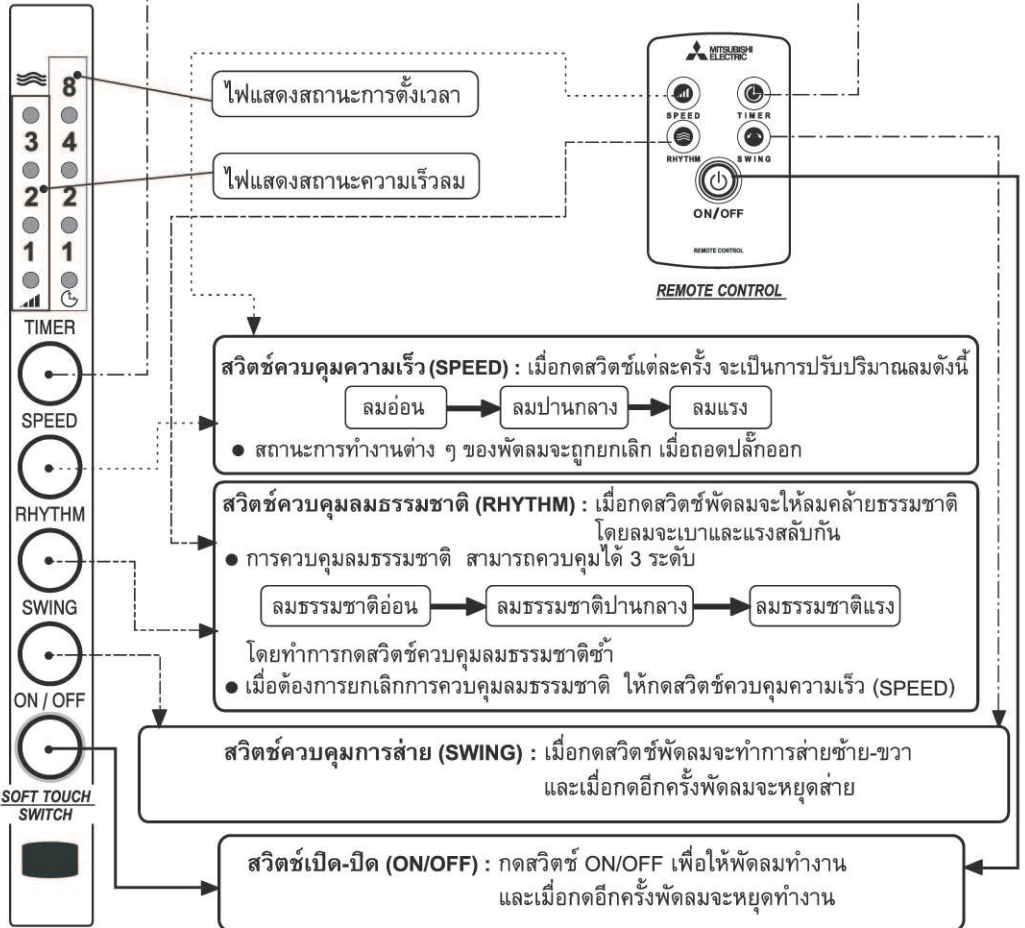 8
3 4
2 2
1 1
TIMER
SPEED
RHYTHM
SWING
ON / OFF
SOFT TOUCH
SWITCH
ไฟแสดงสถานะการตั้งเวลา
ไฟแสดงสถานะความเร็วลม
MITSUBISHI
ELECTRIC
SPEED TIMER
RHYTHM SWING
ON/OFF
REMOTE CONTROL
REMOTE CONTROL
สวิตช์ควบคุมความเร็ว (SPEED) : เมื่อกดสวิตช์แต่ละครั้ง จะเป็นการปรับปริมาณลมดังนี้
ลมอ่อน ลมปานกลาง ลมแรง
● สถานะการทำงานต่าง ๆ ของพัดลมจะถูกยกเลิก เมื่อถอดปลั๊กออก
สวิตช์ควบคุมลมธรรมชาติ (RHYTHM) : เมื่อกดสวิตช์พัดลมจะให้ลมคล้ายธรรมชาติ
โดยลมจะเบาและแรงสลับกัน
● การควบคุมลมธรรมชาติ สามารถควบคุมได้ 3 ระดับ
ลมธรรมชาติอ่อน ลมธรรมชาติปานกลาง ลมธรรมชาติแรง
โดยทำการกดสวิตช์ควบคุมลมธรรมชาติซ้ำ
● เมื่อต้องการยกเลิกการควบคุมลมธรรมชาติ ให้กดสวิตช์ควบคุมความเร็ว (SPEED)
สวิตช์ควบคุมการส่าย (SWING) : เมื่อกดสวิตช์พัดลมจะทำการส่ายซ้าย-ขวา
และเมื่อกดอีกครั้งพัดลมจะหยุดส่าย
สวิตช์เปิด-ปิด (ON/OFF) : กดสวิตช์ ON/OFF เพื่อให้พัดลมทำงาน
และเมื่อกดอีกครั้งพัดลมจะหยุดทำงาน